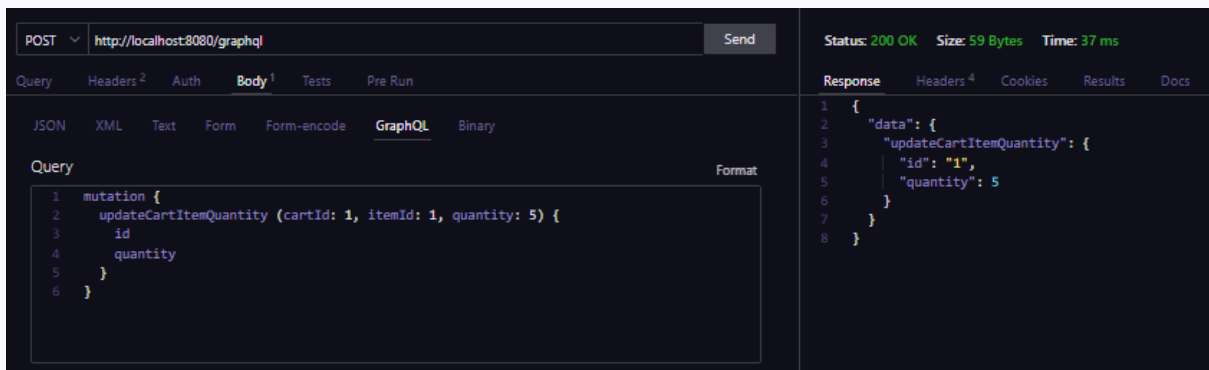 POST http://localhost:8080/graphql Send
Query Headers 2 Auth Body 1 Tests Pre Run
JSON XML Text Form Form-encode GraphQL Binary
Query Format
1 mutation {
2 updateCartItemQuantity (cartId: 1, itemId: 1, quantity: 5) {
3 id
4 quantity
5 }
6 }
Status: 200 OK Size: 59 Bytes Time: 37 ms
Response Headers 4 Cookies Results Docs
1 {
2 "data": {
3 "updateCartItemQuantity": {
4 "id": "1",
5 "quantity": 5
6 }
7 }
8 }